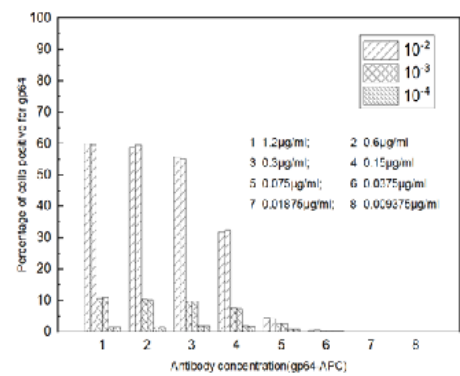 Percentage of cells positive for gp64
100
90
80
70
60
50
40
30
20
10
0
10-2
10-3
10-4
1 1.2μg/ml; 2 0.6μg/ml
3 0.3μg/ml; 4 0.15μg/ml
5 0.075μg/ml; 6 0.0375μg/ml
7 0.01875μg/ml; 8 0.009375μg/ml
1 2 3 4 5 6 7 8
Antibody concentration(gp64-APC)